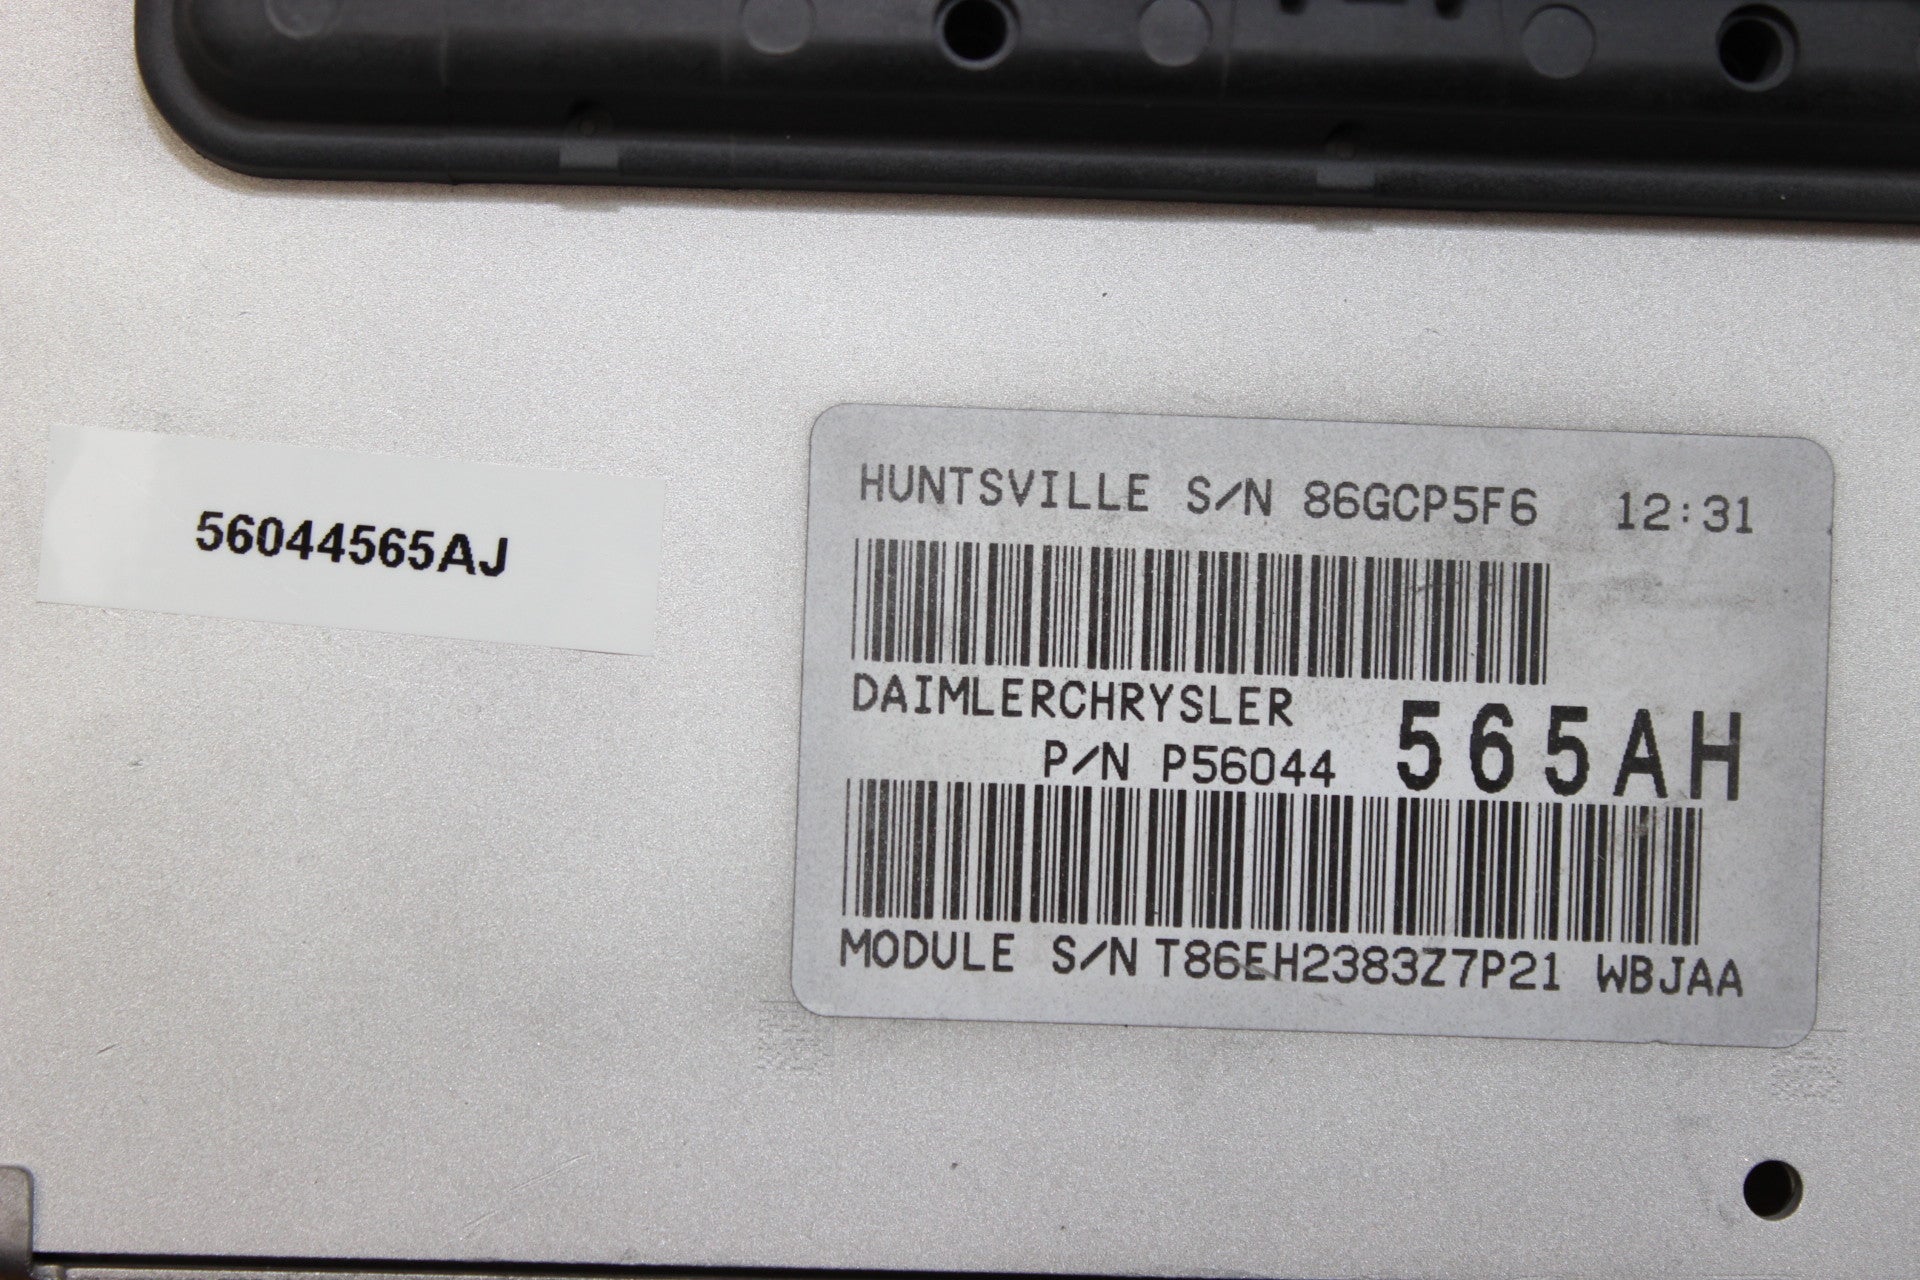 56044565AJ
HUNTSVILLE S/N 86GCP5F6 12:31
DAIMLERCHRYSLER
P/N P56044 565AH
MODULE S/N T86EH2383Z7P21 WBJAA